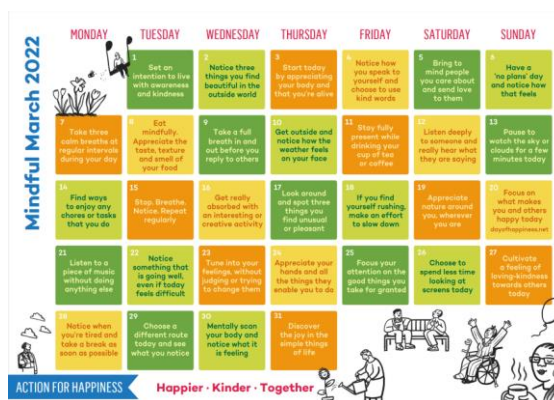 Mindful March 2022
MONDAY TUESDAY WEDNESDAY THURSDAY FRIDAY SATURDAY SUNDAY
1
Set an
intention to live
with awareness
and kindness
2
Notice three
things you find
beautiful in the
outside world
3
Start today
by appreciating
your body and
that you're alive
4
Notice how
you speak to
yourself and
choose to use
kind words
5
Bring to
mind people
you care about
and send love
to them
6
Have a
'no plans' day
and notice how
that feels
7
Take three
calm breaths at
regular intervals
during your day
8
Eat
mindfully.
Appreciate the
taste, texture
and smell of
your food
9
Take a full
breath in and
out before you
reply to others
10
Get outside
and notice how
the weather
feels on
your face
11
Stay fully
present while
drinking your
cup of tea
or coffee
12
Listen deeply
to someone and
really hear what
they are saying
13
Pause to
watch the sky
or clouds for a
few minutes
today
14
Find ways
to enjoy any
chores or tasks
that you do
15
Stop. Breathe.
Notice. Repeat
regularly
16
Get really
absorbed with
an interesting or
creative activity
17
Look around
and spot three
things you
find unusual
or pleasant
18
If you find
yourself rushing,
make an effort
to slow down
19
Appreciate
nature around
you, wherever
you are
20
Focus on
what makes
you and others
happy today
dayofhappiness.net
21
Listen to a
piece of music
without doing
anything else
22
Notice
something that
is going well,
even if today
feels difficult
23
Tune into your
feelings, without
judging or trying
to change them
24
Appreciate your
hands and all
the things they
enable you to do
25
Focus your
attention on the
good things you
take for granted
26
Choose to
spend less time
looking at
screens today
27
Cultivate
a feeling of
loving-kindness
towards others
today
28
Notice when
you're tired and
take a break as
soon as possible
29
Choose a
different route
today and see
what you notice
30
Mentally scan
your body and
notice what it
is feeling
31
Discover
the joy in the
simple things
of life
ACTION FOR HAPPINESS
Happier · Kinder · Together